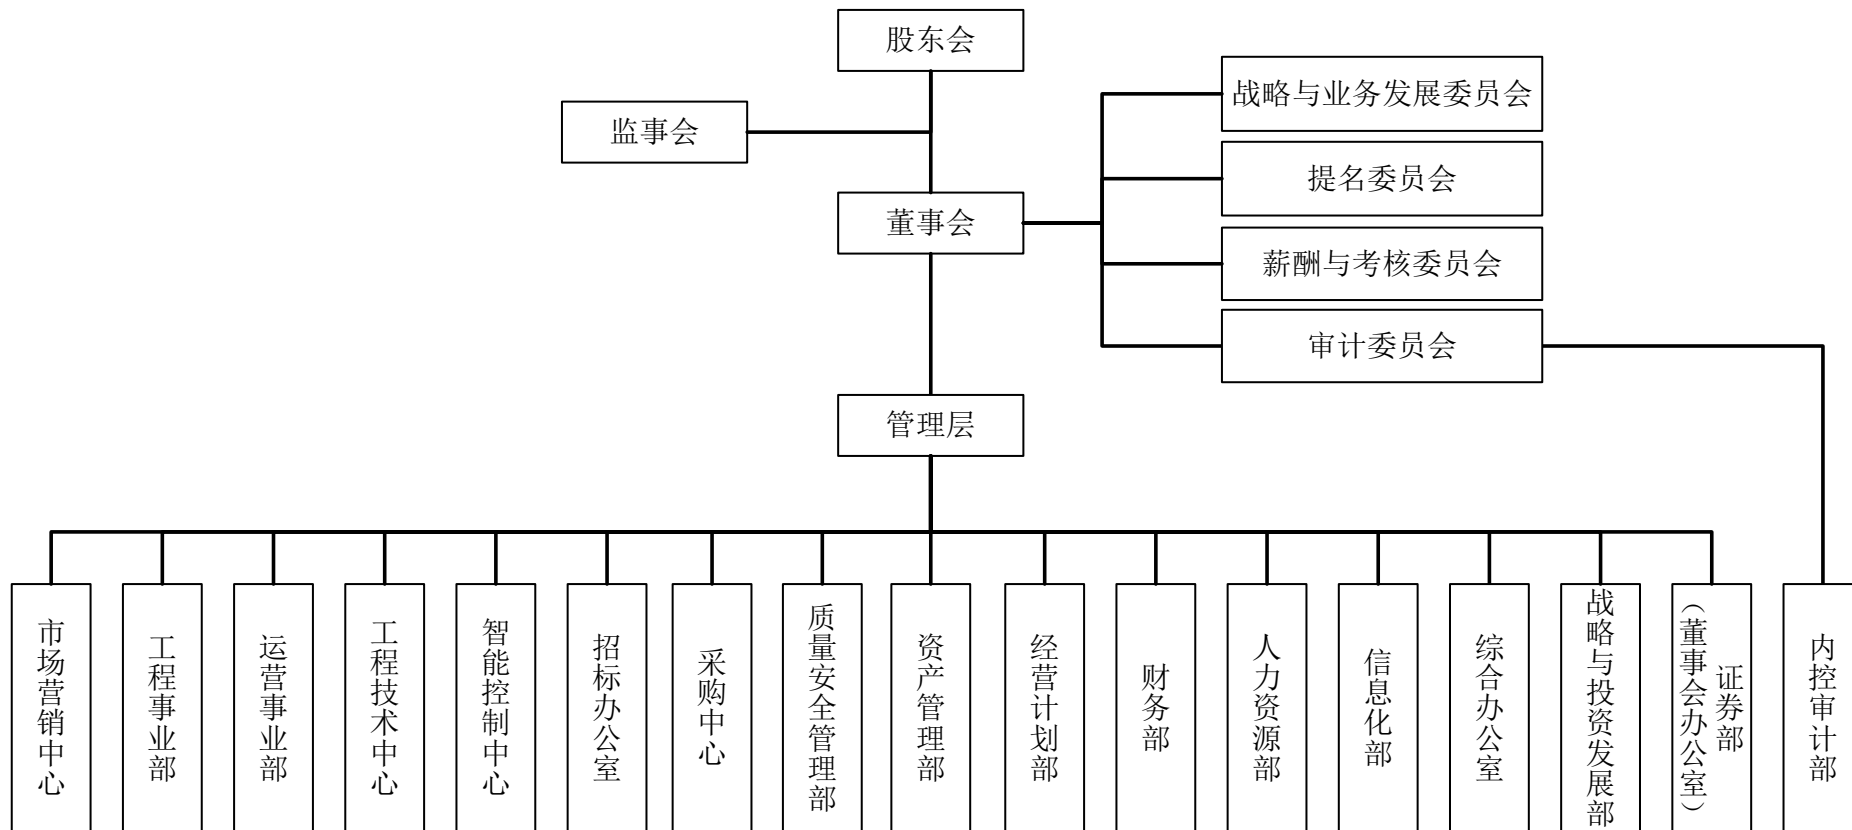 股东会
战略与业务发展委员会
监事会
提名委员会
董事会
薪酬与考核委员会
审计委员会
管理层
市场营销中心
工程事业部
运营事业部
工程技术中心
智能控制中心
招标办公室
采购中心
质量安全管理部
资产管理部
经营计划部
财务部
人力资源部
信息化部
综合办公室
战略与投资发展部
证券部
（董事会办公室）
内控审计部